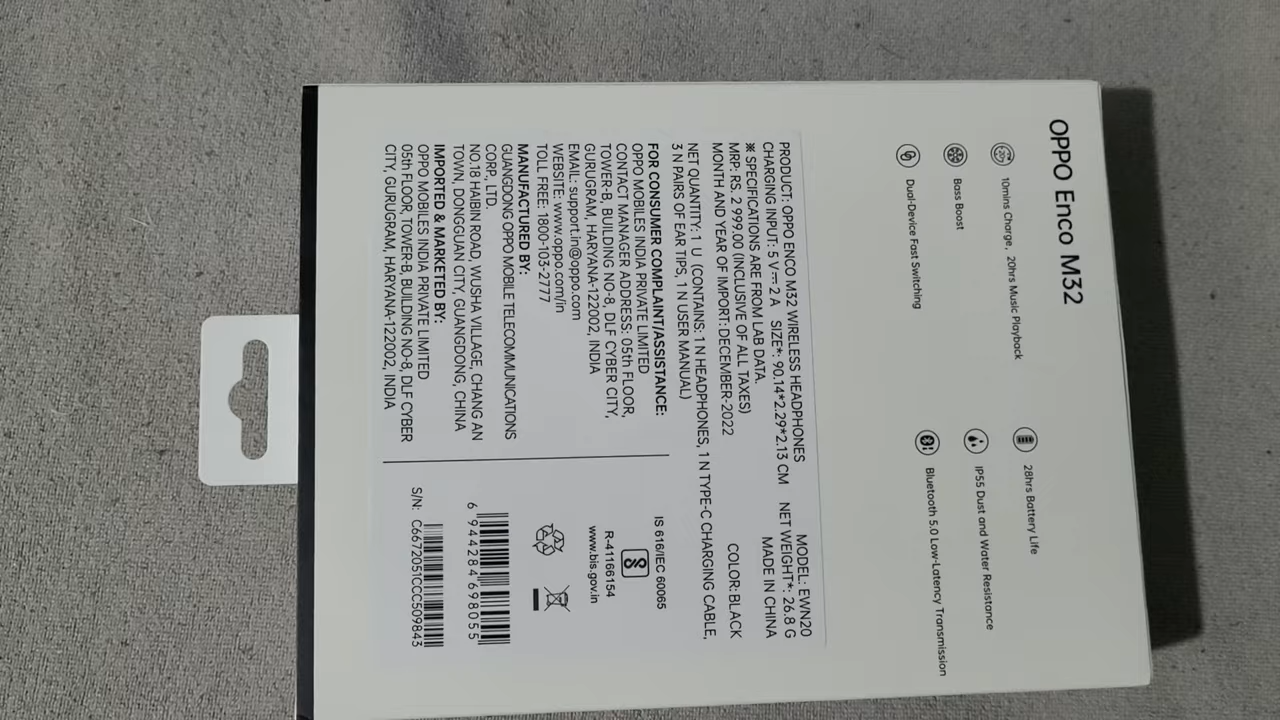 OPPO Enco M32
10mins Charge, 20hrs Music Playback
28hrs Battery Life
Bass Boost
IP55 Dust and Water Resistance
Dual-Device Fast Switching
Bluetooth 5.0 Low-Latency Transmission
PRODUCT: OPPO ENCO M32 WIRELESS HEADPHONES MODEL: EWN20
CHARGING INPUT: 5 V⎓2 A SIZE*: 90.14*2.29*2.13 CM NET WEIGHT*: 26.8 G
※ SPECIFICATIONS ARE FROM LAB DATA. MADE IN CHINA
MRP: RS. 2 999.00 (INCLUSIVE OF ALL TAXES)
MONTH AND YEAR OF IMPORT: DECEMBER-2022 COLOR: BLACK
NET QUANTITY: 1 U (CONTAINS: 1 N HEADPHONES, 1 N TYPE-C CHARGING CABLE,
3 N PAIRS OF EAR TIPS, 1 N USER MANUAL)
FOR CONSUMER COMPLAINT/ASSISTANCE:
OPPO MOBILES INDIA PRIVATE LIMITED
CONTACT MANAGER ADDRESS: 05th FLOOR,
TOWER-B, BUILDING NO-8, DLF CYBER CITY,
GURUGRAM, HARYANA-122002, INDIA
EMAIL: support.in@oppo.com
WEBSITE: www.oppo.com/in
TOLL FREE: 1800-103-2777
MANUFACTURED BY:
GUANGDONG OPPO MOBILE TELECOMMUNICATIONS
CORP., LTD.
NO.18 HAIBIN ROAD, WUSHA VILLAGE, CHANG AN
TOWN, DONGGUAN CITY, GUANGDONG, CHINA
IMPORTED & MARKETED BY:
OPPO MOBILES INDIA PRIVATE LIMITED
05th FLOOR, TOWER-B, BUILDING NO-8, DLF CYBER
CITY, GURUGRAM, HARYANA-122002, INDIA
IS 616/IEC 60065
R-41166154
www.bis.gov.in
6 944284 698055
S/N: C6672051CC509843